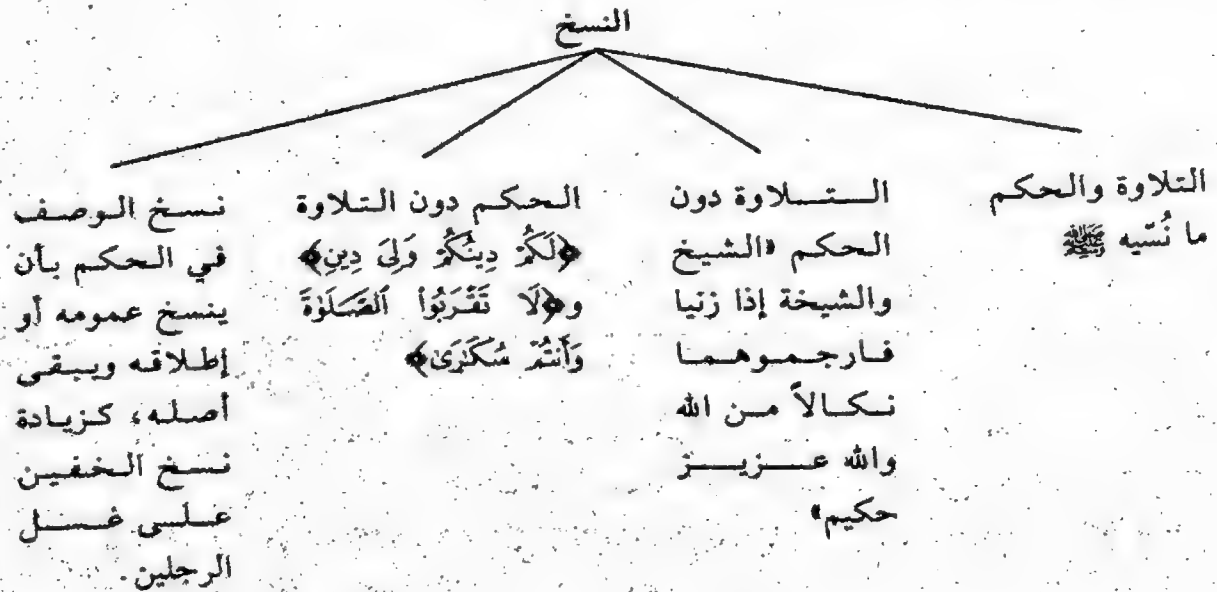 النسخ
التلاوة والحكم
ما نُسّيه ﷺ
التلاوة دون
الحكم «الشيخ
والشيخة إذا زنيا
فارجموهما
نكالاً من الله
والله عزيز
حكيم»
الحكم دون التلاوة
﴿لَكُمْ دِينُكُمْ وَلِيَ دِينِ﴾
و﴿لَا تَقْرَبُوا۟ ٱلصَّلَوٰةَ
وَأَنتُمْ سُكَـٰرَىٰ﴾
نسخ الوصف
في الحكم بأن
ينسخ عمومه أو
إطلاقه ويبقى
أصله، كزيادة
نسخ الخفين
على غسل
الرجلين.